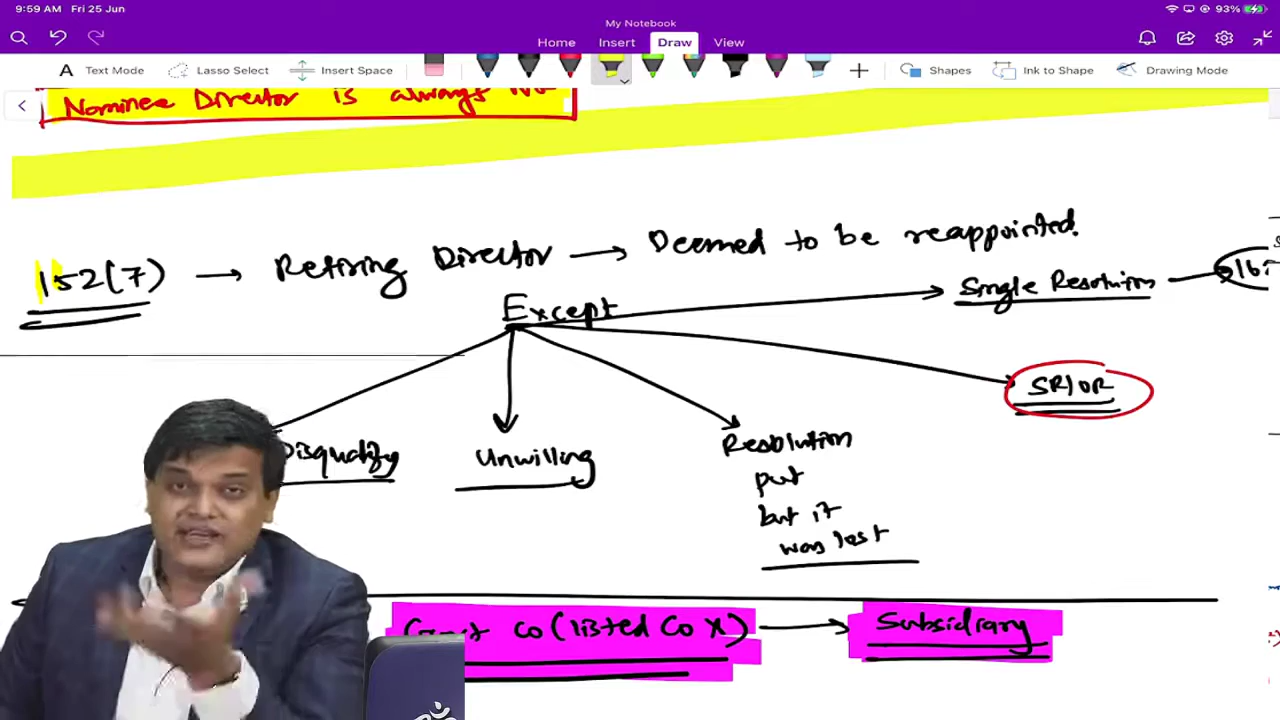 9:59 AM Fri 25 Jun
93%
My Notebook
Home Insert Draw View
Text Mode Lasso Select Insert Space Shapes Ink to Shape Drawing Mode
Nominee Director is always
152(7) → Retiring Director → Deemed to be reappointed.
Except
Single Resolution
SR/OR
Disqualify
Unwilling
Resolution
put
but it
was lost
co (listed Co X) → Subsidiary